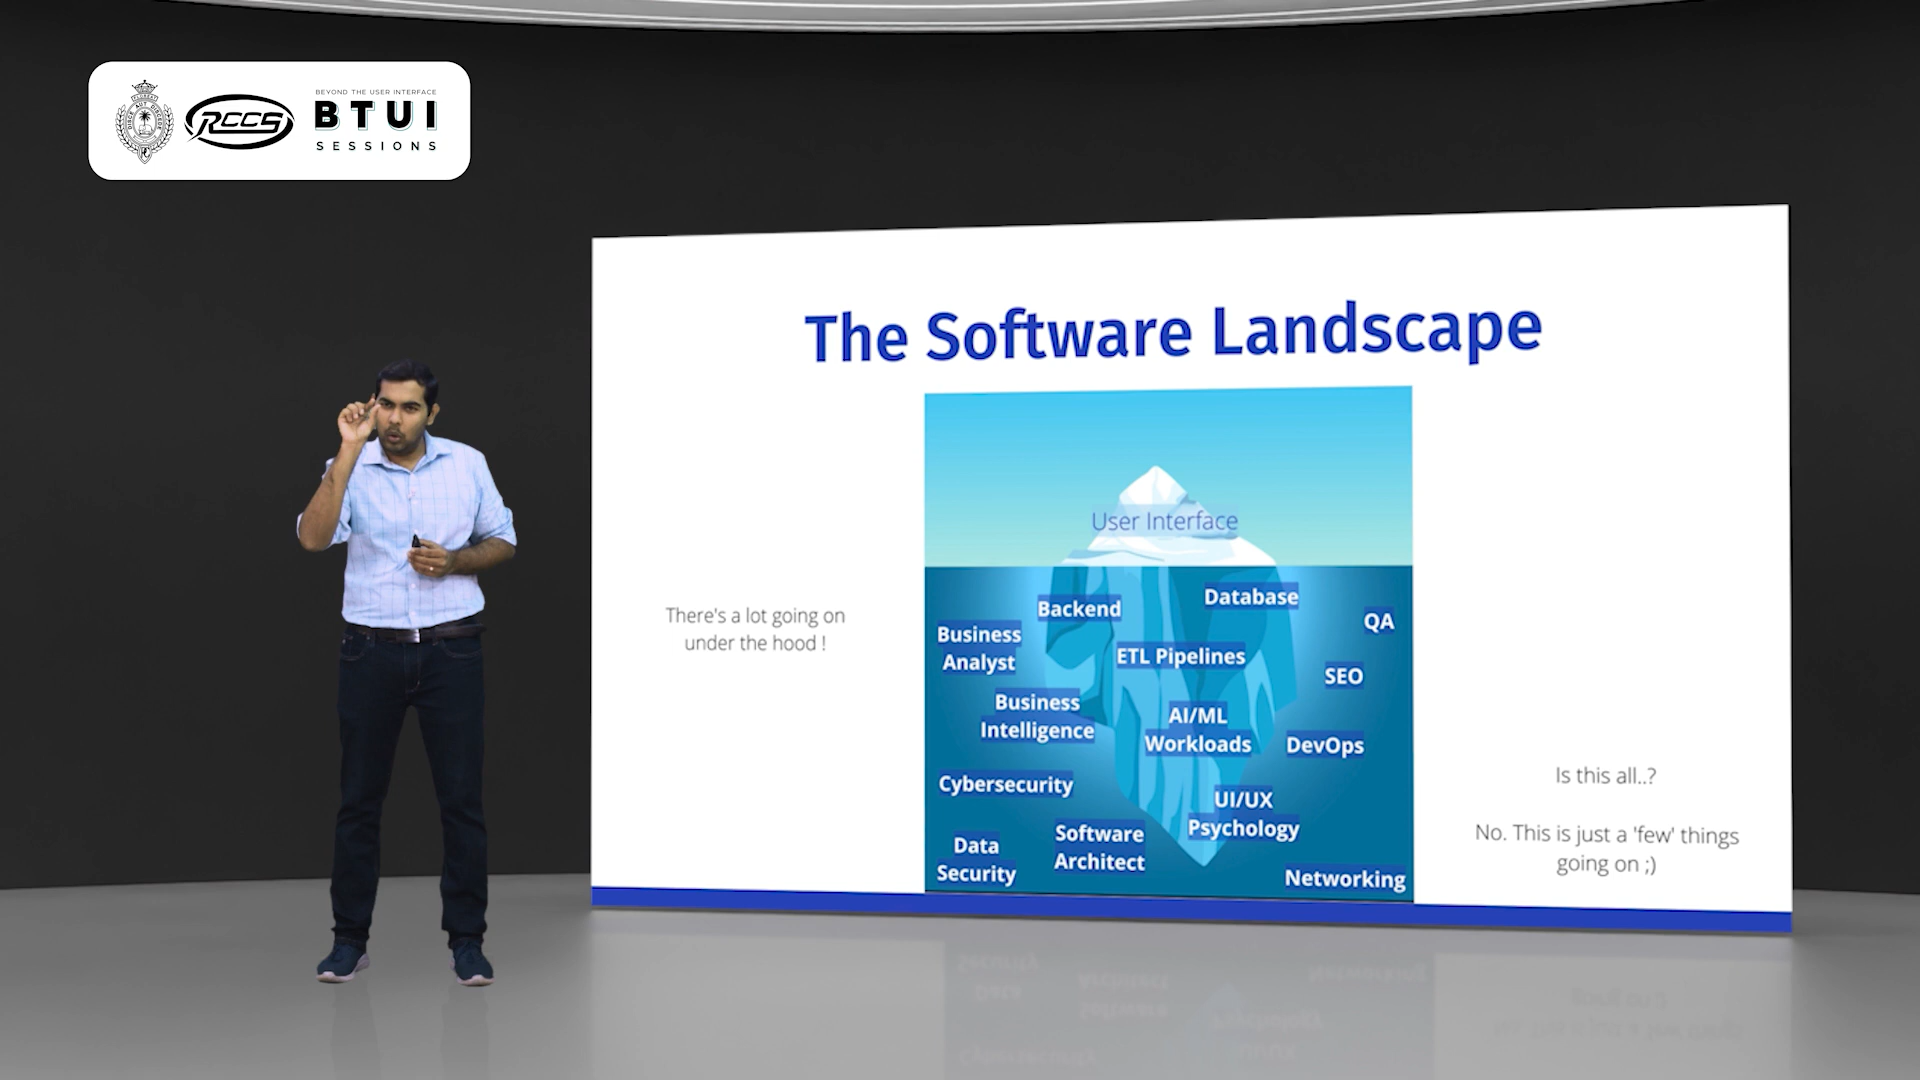 BEYOND THE USER INTERFACE
RCCS
BTUI
SESSIONS
The Software Landscape
User Interface
Backend
Database
QA
Business
Analyst
ETL Pipelines
SEO
Business
Intelligence
AI/ML
Workloads
DevOps
Cybersecurity
UI/UX
Psychology
Software
Architect
Data
Security
Networking
There's a lot going on
under the hood !
Is this all..?
No. This is just a 'few' things
going on ;)